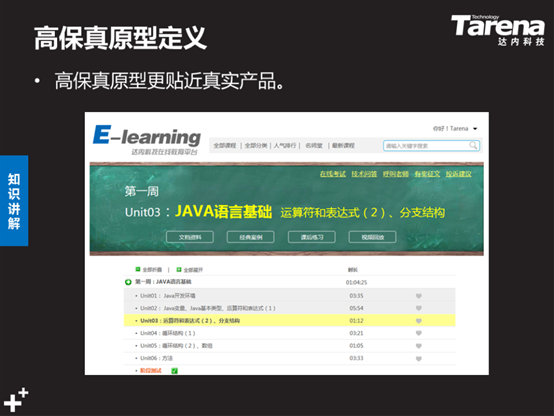 高保真原型定义
Technology
Tarena
达内科技
• 高保真原型更贴近真实产品。
知识讲解
E-learning
达内科技在线教育平台
你好！Tarena
全部课程 | 全部分类 | 人气排行 | 名师堂 | 最新课程
请输入关键字搜索
在线考试 技术问答 呼叫老师 有奖征文 投诉建议
第一周
Unit03：JAVA语言基础 运算符和表达式（2）、分支结构
文档资料 经典案例 课后练习 视频回放
全部折叠 | 全部展开 时长
第一周：JAVA语言基础 01:04:25
• Unit01：Java开发环境 03:35
• Unit02：Java变量、Java基本类型、运算符和表达式（1） 05:54
• Unit03：运算符和表达式（2）、分支结构 01:12
• Unit04：循环结构（1） 03:21
• Unit05：循环结构（2）、数组 01:05
• Unit06：方法 03:33
• 阶段测试